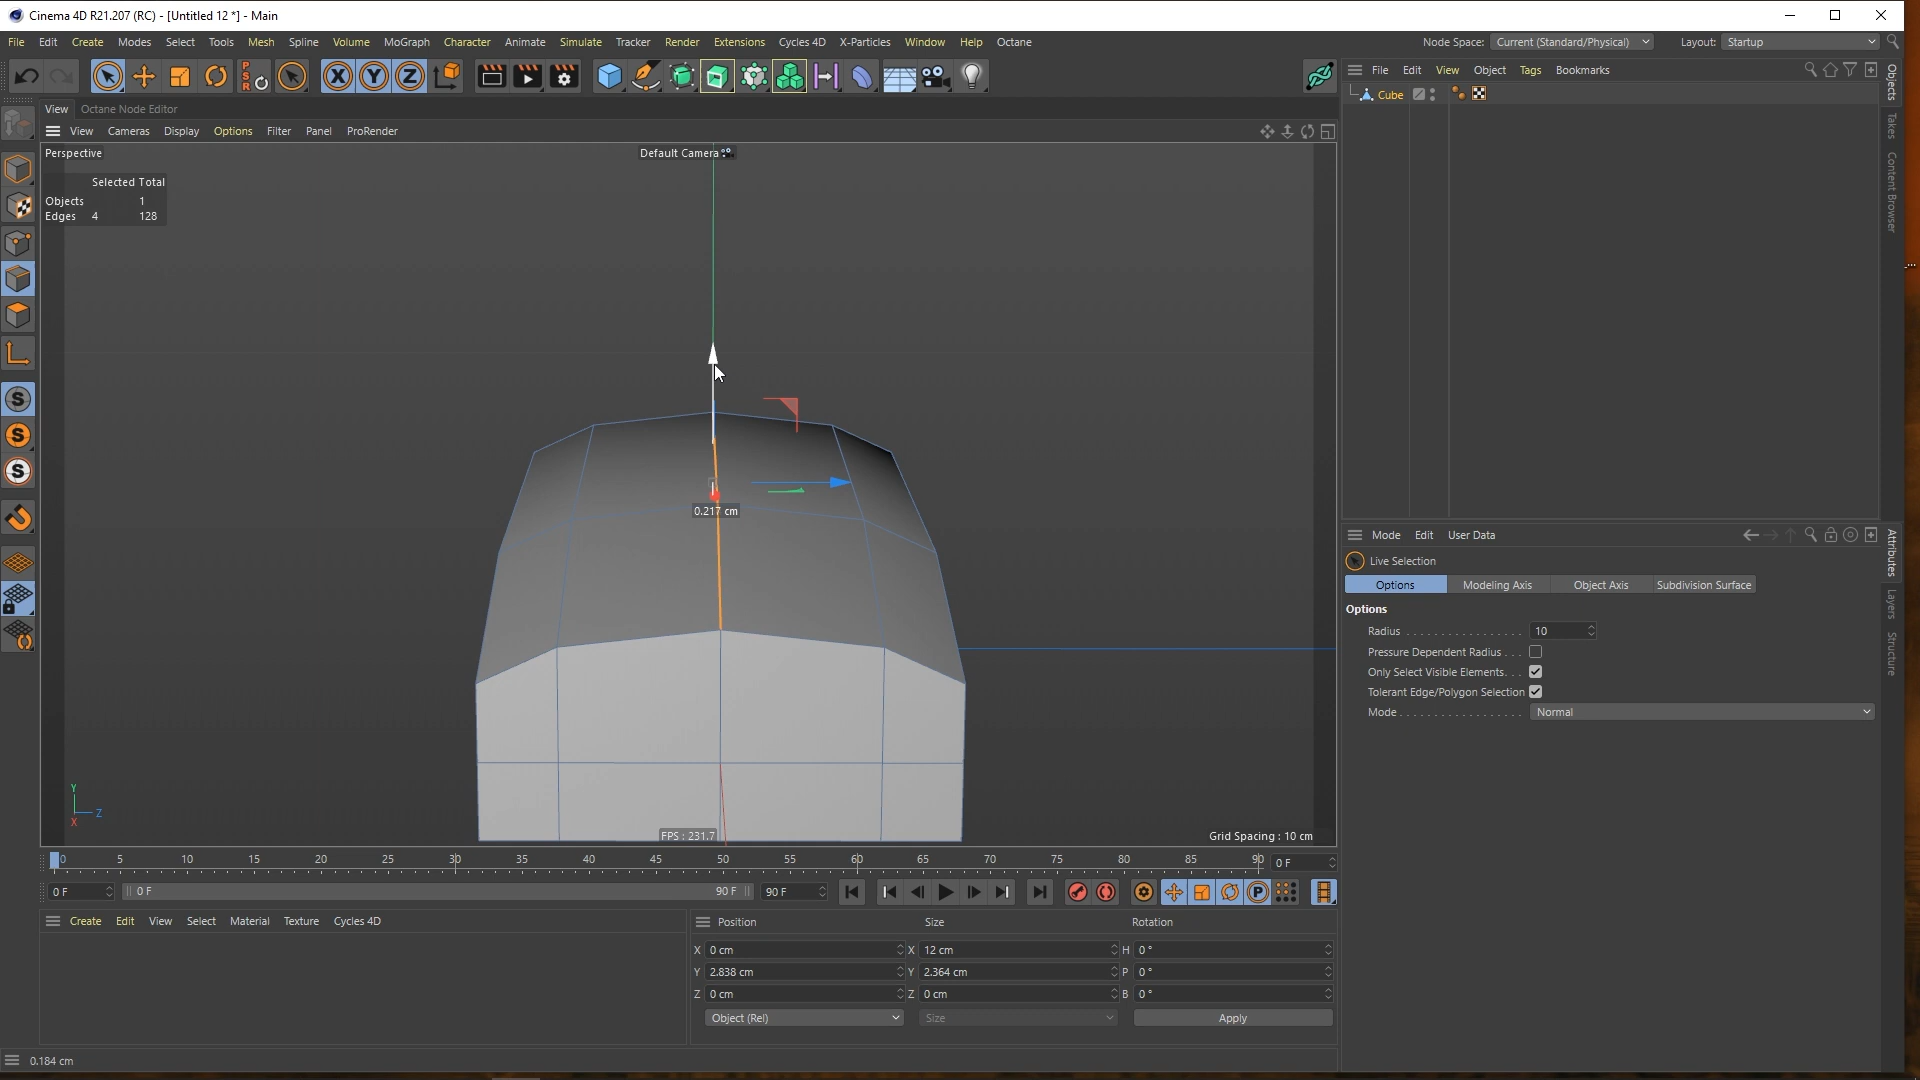 Cinema 4D R21.207 (RC) - [Untitled 12 *] - Main
File Edit Create Modes Select Tools Mesh Spline Volume MoGraph Character Animate Simulate Tracker Render Extensions Cycles 4D X-Particles Window Help Octane Node Space: Current (Standard/Physical) Layout: Startup
X Y Z
P S R
File Edit View Object Tags Bookmarks
View Octane Node Editor
Cube
View Cameras Display Options Filter Panel ProRender
Perspective
Default Camera
Selected Total
Objects 1
Edges 4 128
0.217 cm
Y
Z
X
FPS : 231.7
Grid Spacing : 10 cm
Objects
Takes
Content Browser
S
S
S
Mode Edit User Data
Live Selection
Options Modeling Axis Object Axis Subdivision Surface
Options
Radius . . . . . . . . . . . . . . . . . 10
Pressure Dependent Radius . . .
Only Select Visible Elements. . .
Tolerant Edge/Polygon Selection
Mode . . . . . . . . . . . . . . . . . . Normal
Attributes
Layers
Structure
0 5 10 15 20 25 30 35 40 45 50 55 60 65 70 75 80 85 90 0 F
0 F 0 F 90 F 90 F P
Create Edit View Select Material Texture Cycles 4D
Position Size Rotation
X 0 cm X 12 cm H 0 °
Y 2.838 cm Y 2.364 cm P 0 °
Z 0 cm Z 0 cm B 0 °
Object (Rel) Size Apply
0.184 cm